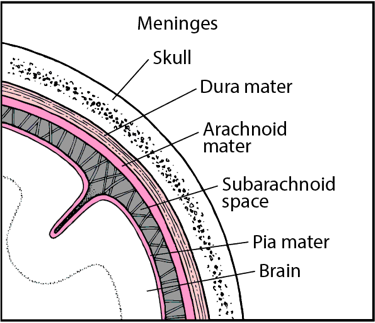 Meninges
Skull
Dura mater
Arachnoid
mater
Subarachnoid
space
Pia mater
Brain